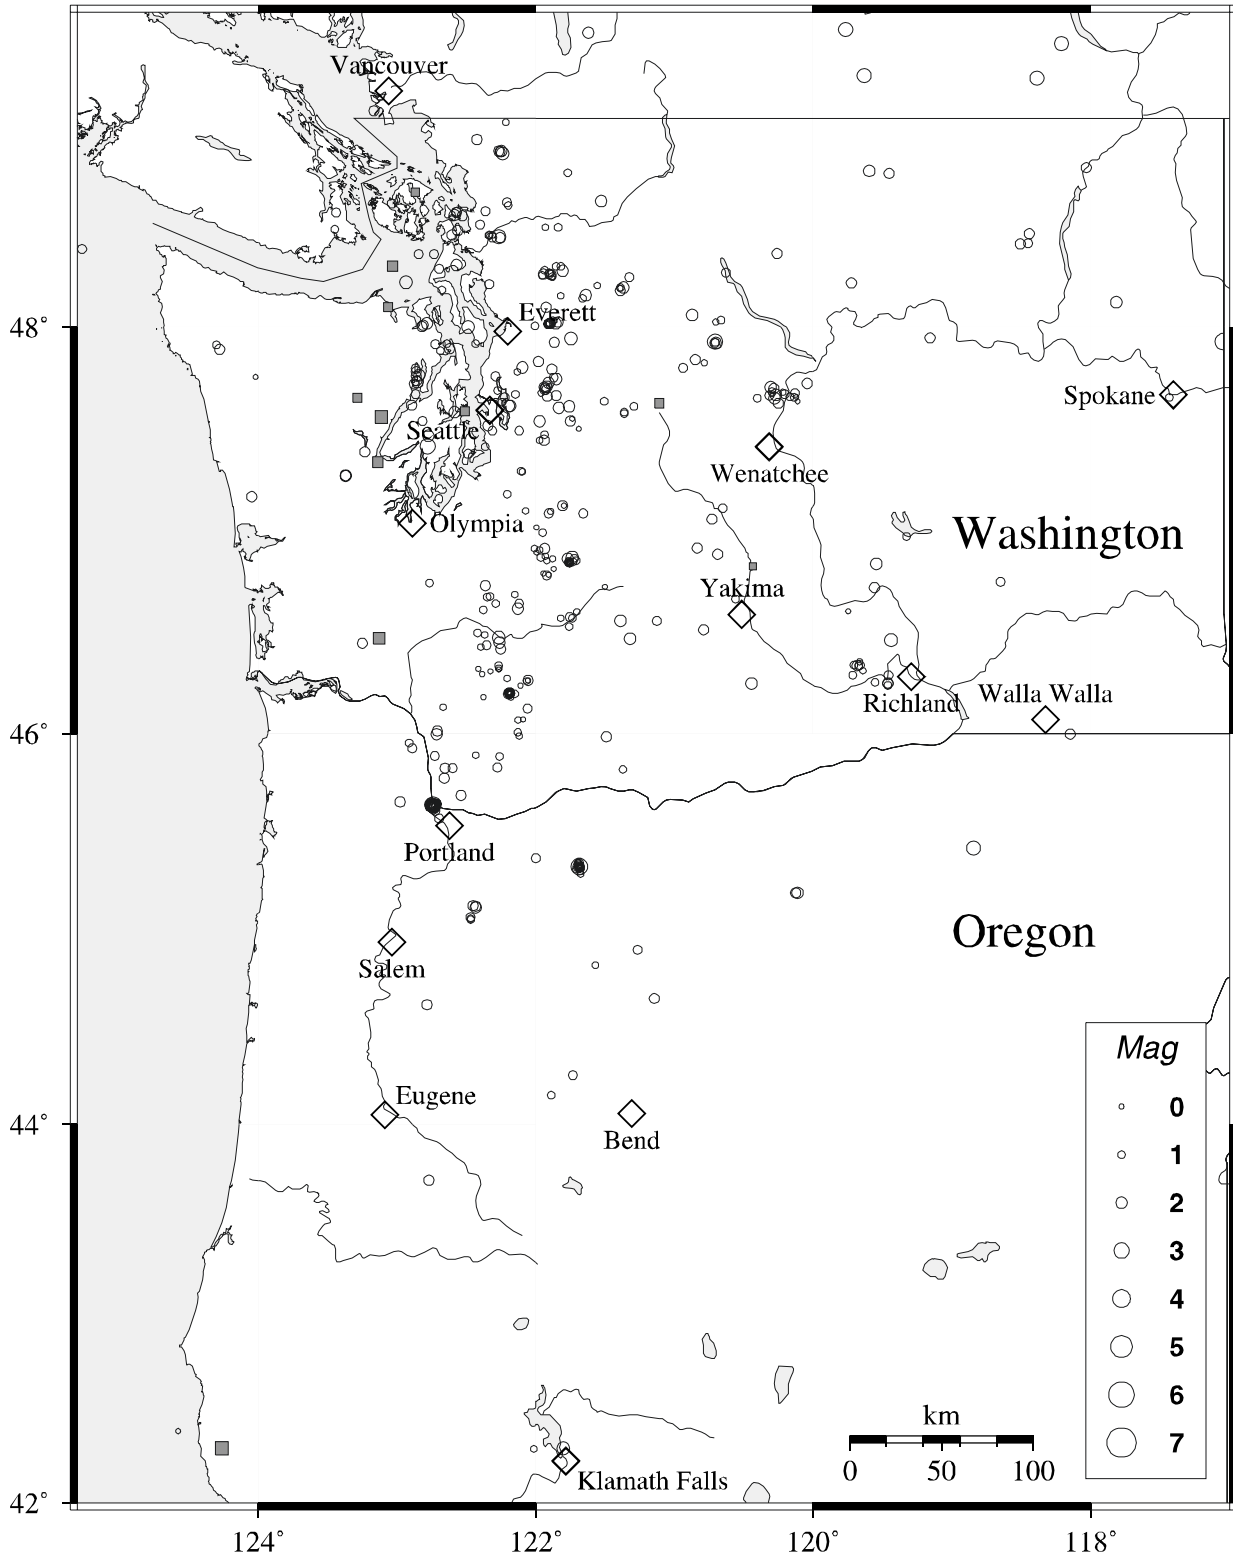 Vancouver
48°
Everett
Spokane
Seattle
Wenatchee
Olympia
Washington
Yakima
Richland
Walla Walla
46°
Portland
Oregon
Salem
Mag
0
1
2
3
4
5
6
7
Eugene
44°
Bend
km
0 50 100
Klamath Falls
42°
124° 122° 120° 118°